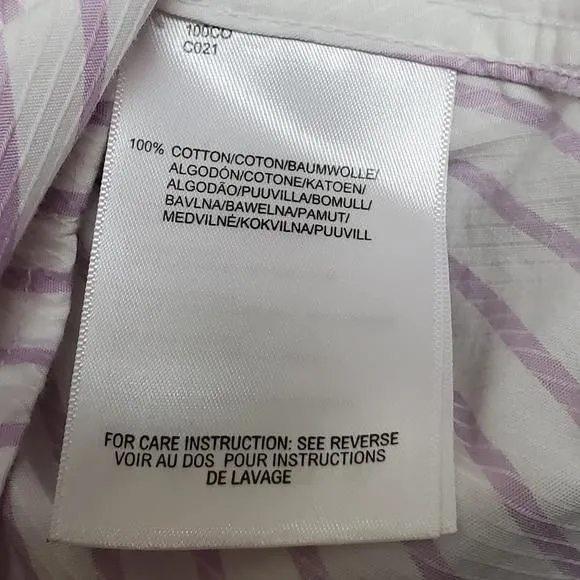 100CO
C021
100% COTTON/COTON/BAUMWOLLE/
ALGODÓN/COTONE/KATOEN/
ALGODÃO/PUUVILLA/BOMULL/
BAVLNA/BAWEŁNA/PAMUT/
MEDVILNĖ/KOKVILNA/PUUVILL
FOR CARE INSTRUCTION: SEE REVERSE
VOIR AU DOS POUR INSTRUCTIONS
DE LAVAGE